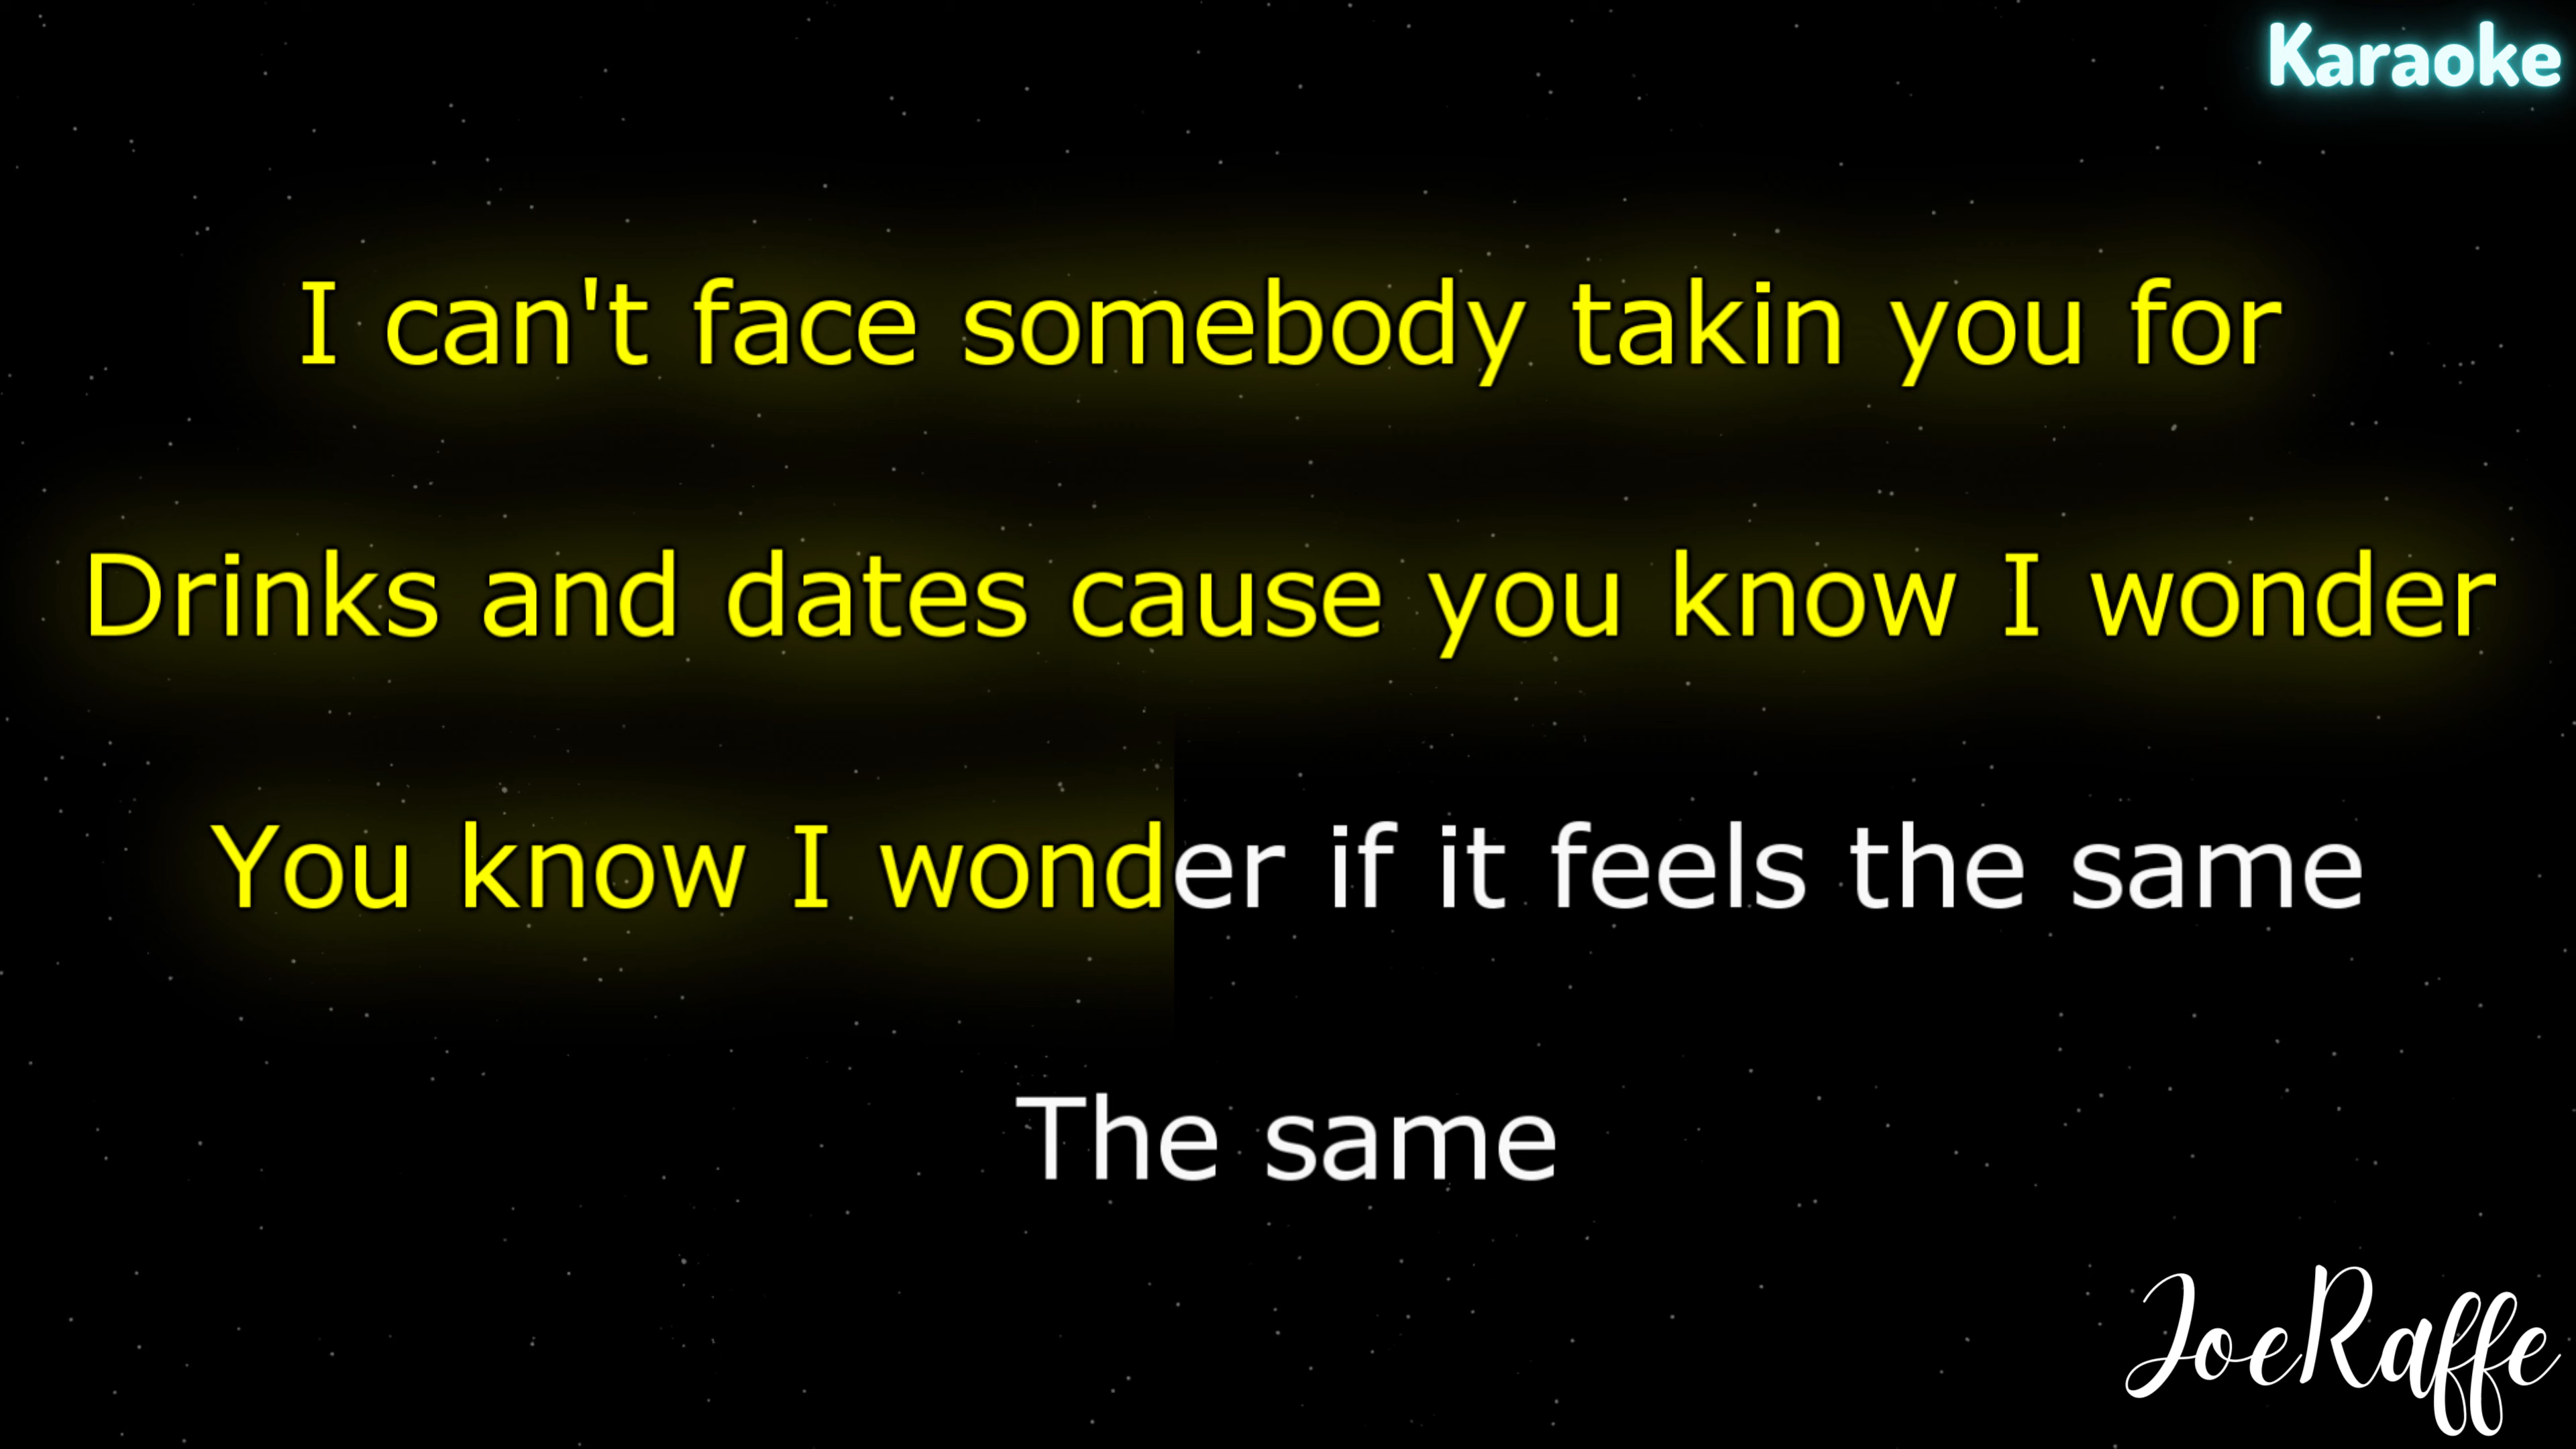 Karaoke
I can't face somebody takin you for
Drinks and dates cause you know I wonder
You know I wonder if it feels the same
The same
JoeRaffe